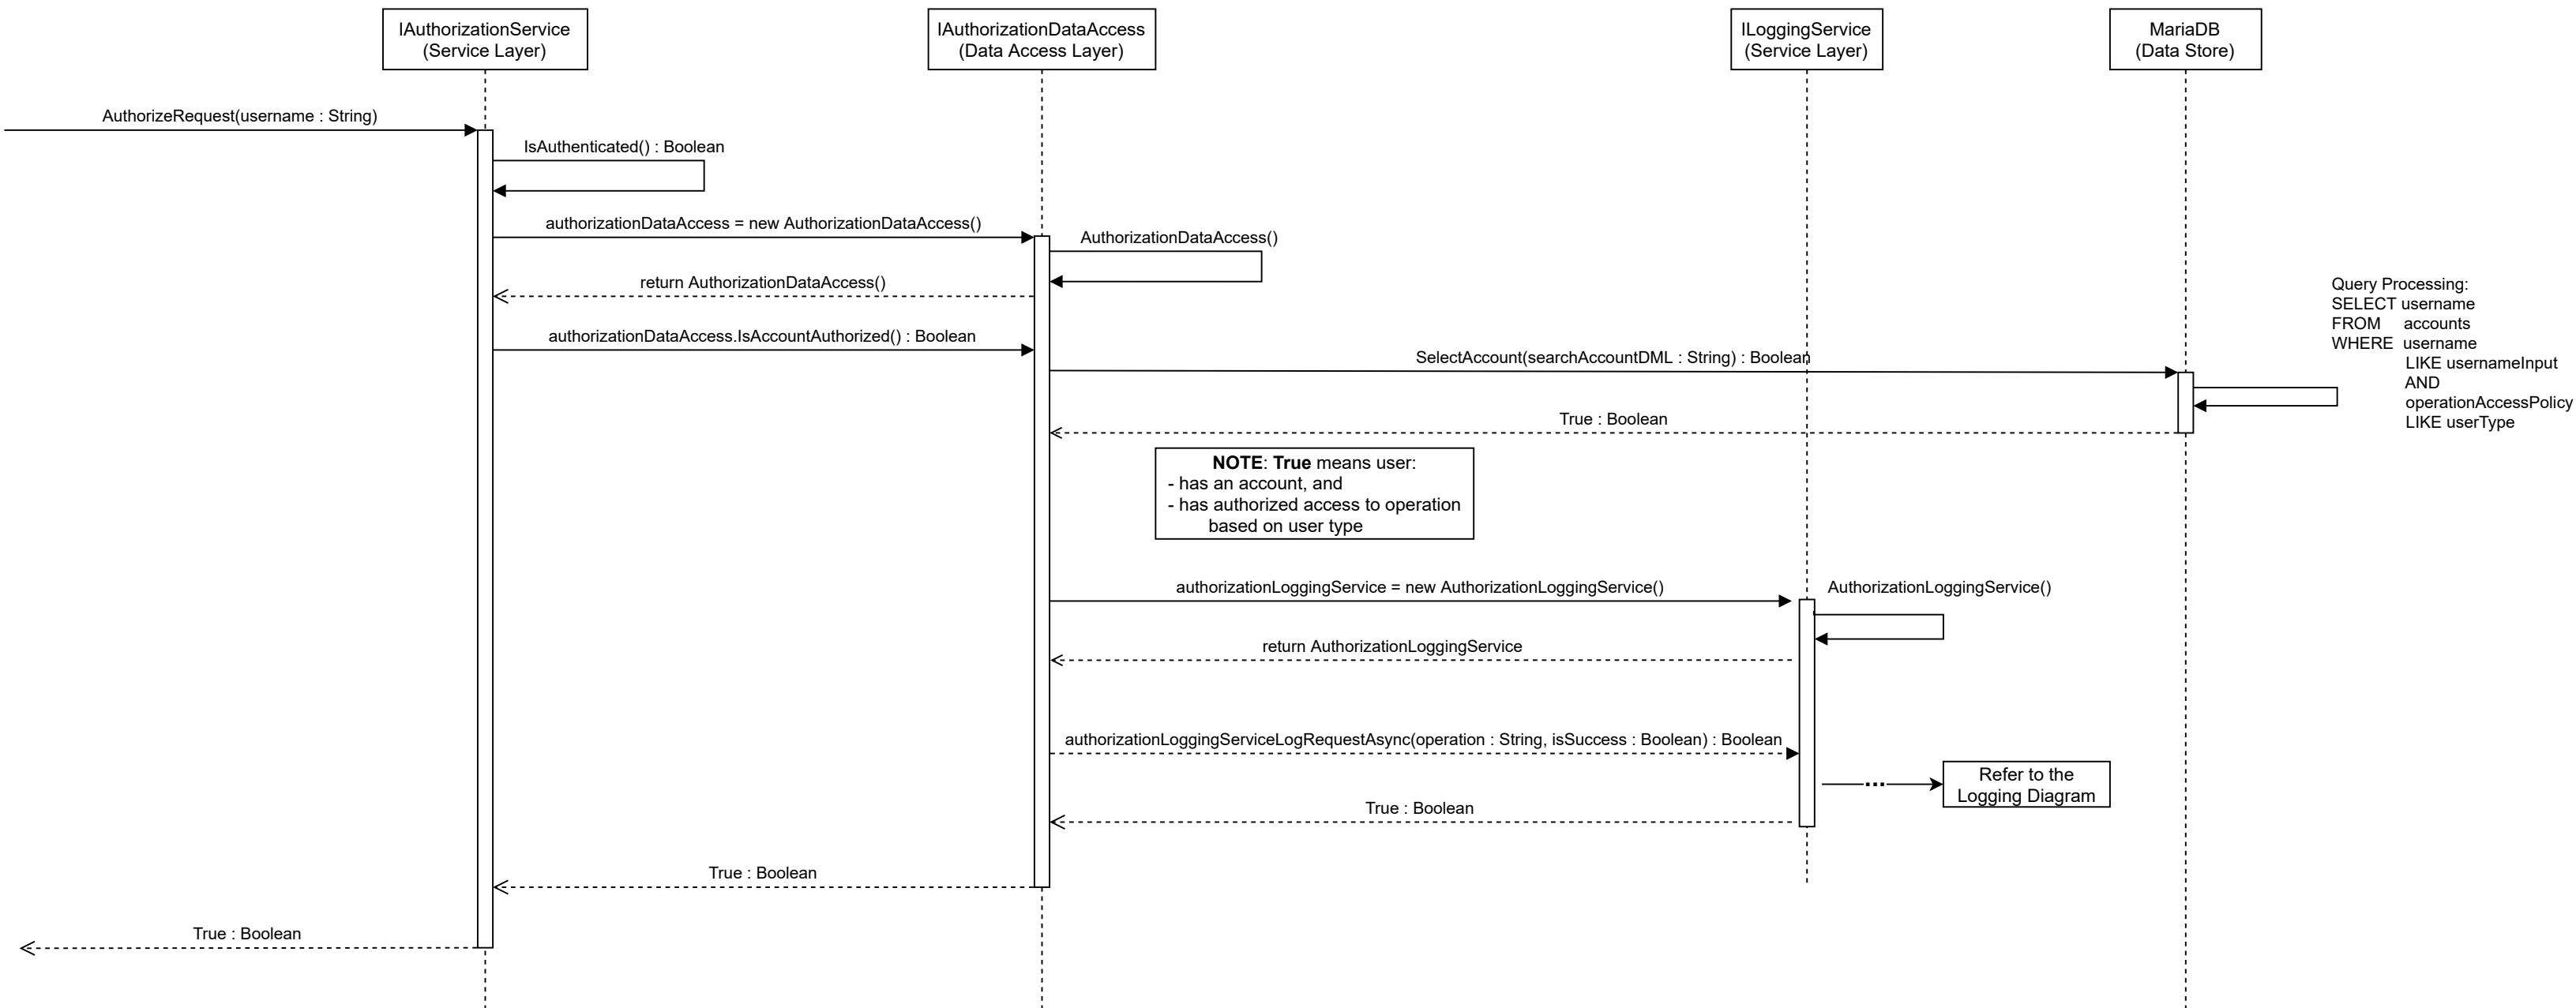 IAuthorizationService
(Service Layer)
IAuthorizationDataAccess
(Data Access Layer)
ILoggingService
(Service Layer)
MariaDB
(Data Store)
AuthorizeRequest(username : String)
IsAuthenticated() : Boolean
authorizationDataAccess = new AuthorizationDataAccess()
AuthorizationDataAccess()
return AuthorizationDataAccess()
authorizationDataAccess.IsAccountAuthorized() : Boolean
SelectAccount(searchAccountDML : String) : Boolean
Query Processing:
SELECT username
FROM accounts
WHERE username
LIKE usernameInput
AND
operationAccessPolicy
LIKE userType
True : Boolean
NOTE: True means user:
- has an account, and
- has authorized access to operation
based on user type
authorizationLoggingService = new AuthorizationLoggingService()
AuthorizationLoggingService()
return AuthorizationLoggingService
authorizationLoggingServiceLogRequestAsync(operation : String, isSuccess : Boolean) : Boolean
Refer to the
Logging Diagram
True : Boolean
True : Boolean
True : Boolean